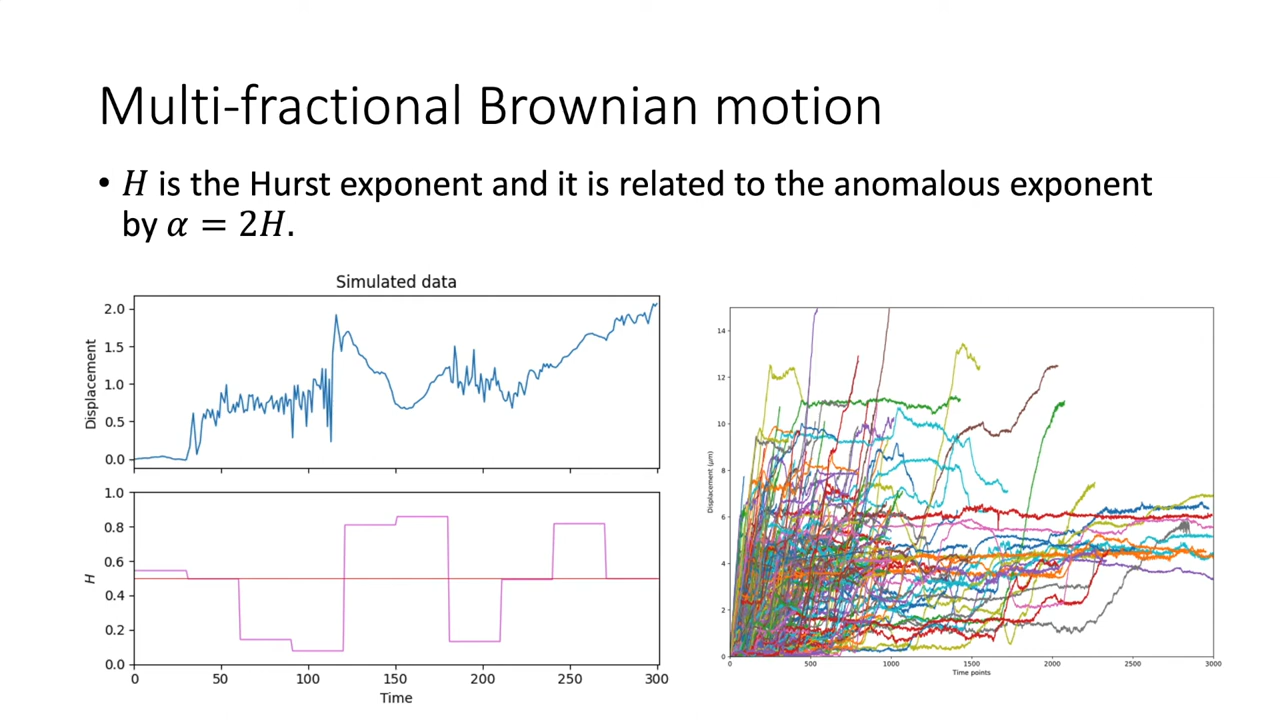 Multi-fractional Brownian motion
• H is the Hurst exponent and it is related to the anomalous exponent
by α = 2H.
Simulated data
Displacement
2.0
1.5
1.0
0.5
0.0
H
1.0
0.8
0.6
0.4
0.2
0.0
0 50 100 150 200 250 300
Time
Displacement (μm)
14
12
10
8
6
4
2
0
0 500 1000 1500 2000 2500 3000
Time points